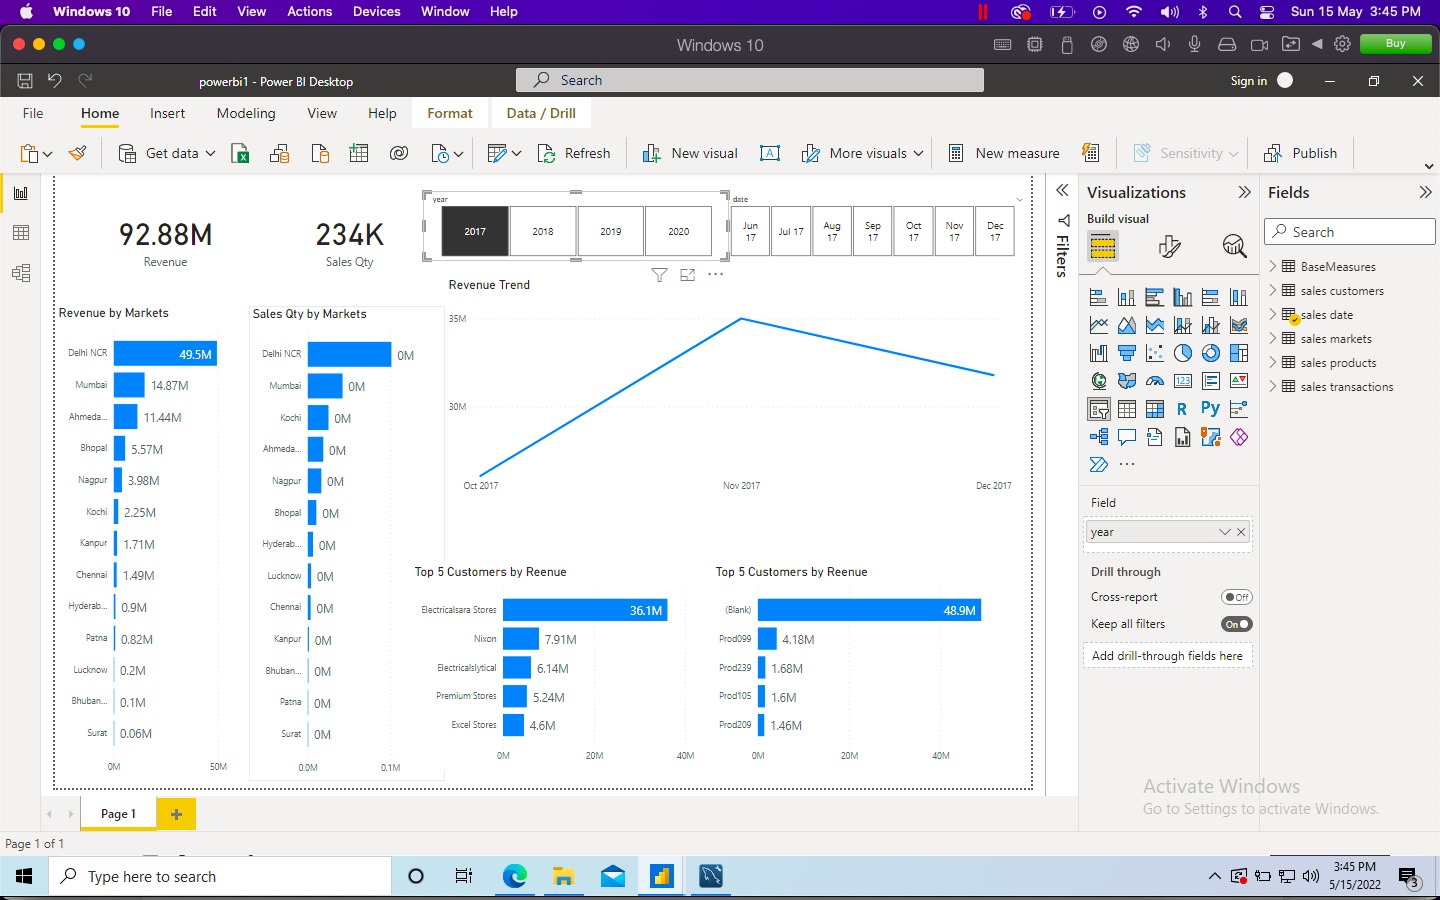 Windows 10 File Edit View Actions Devices Window Help Sun 15 May 3:45 PM
Windows 10
Buy
powerbi1 - Power BI Desktop
Search
Sign in
File Home Insert Modeling View Help Format Data / Drill
Get data Refresh New visual More visuals New measure Sensitivity Publish
92.88M
Revenue
234K
Sales Qty
year
2017 2018 2019 2020
date
Jun 17
Jul 17
Aug 17
Sep 17
Oct 17
Nov 17
Dec 17
Revenue by Markets
Delhi NCR 49.5M
Mumbai 14.87M
Ahmeda... 11.44M
Bhopal 5.57M
Nagpur 3.98M
Kochi 2.25M
Kanpur 1.71M
Chennai 1.49M
Hyderab... 0.9M
Patna 0.82M
Lucknow 0.2M
Bhuban... 0.1M
Surat 0.06M
0M 50M
Sales Qty by Markets
Delhi NCR 0M
Mumbai 0M
Kochi 0M
Ahmeda... 0M
Nagpur 0M
Bhopal 0M
Hyderab... 0M
Lucknow 0M
Chennai 0M
Kanpur 0M
Bhuban... 0M
Patna 0M
Surat 0M
0.0M 0.1M
Revenue Trend
35M
30M
Oct 2017 Nov 2017 Dec 2017
Top 5 Customers by Reenue
Electricalsara Stores 36.1M
Nixon 7.91M
Electricalslytical 6.14M
Premium Stores 5.24M
Excel Stores 4.6M
0M 20M 40M
Top 5 Customers by Reenue
(Blank) 48.9M
Prod099 4.18M
Prod239 1.68M
Prod105 1.6M
Prod209 1.46M
0M 20M 40M
Filters
Visualizations
Build visual
123
R Py
Field
year
Drill through
Cross-report Off
Keep all filters On
Add drill-through fields here
Fields
Search
BaseMeasures
sales customers
sales date
sales markets
sales products
sales transactions
Activate Windows
Go to Settings to activate Windows.
Page 1
Page 1 of 1
Type here to search
3:45 PM
5/15/2022
3